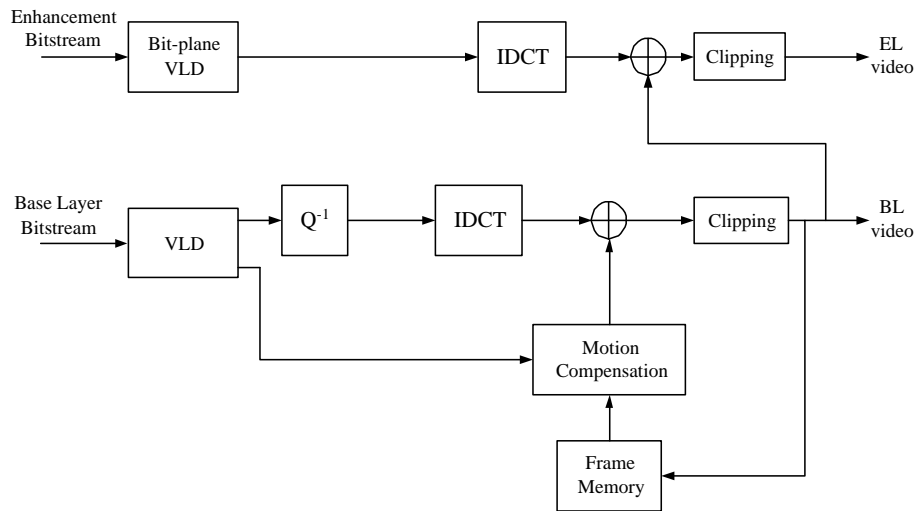 Enhancement
Bitstream
Bit-plane
VLD
IDCT
Clipping
EL
video
Base Layer
Bitstream
VLD
Q⁻¹
IDCT
Clipping
BL
video
Motion
Compensation
Frame
Memory